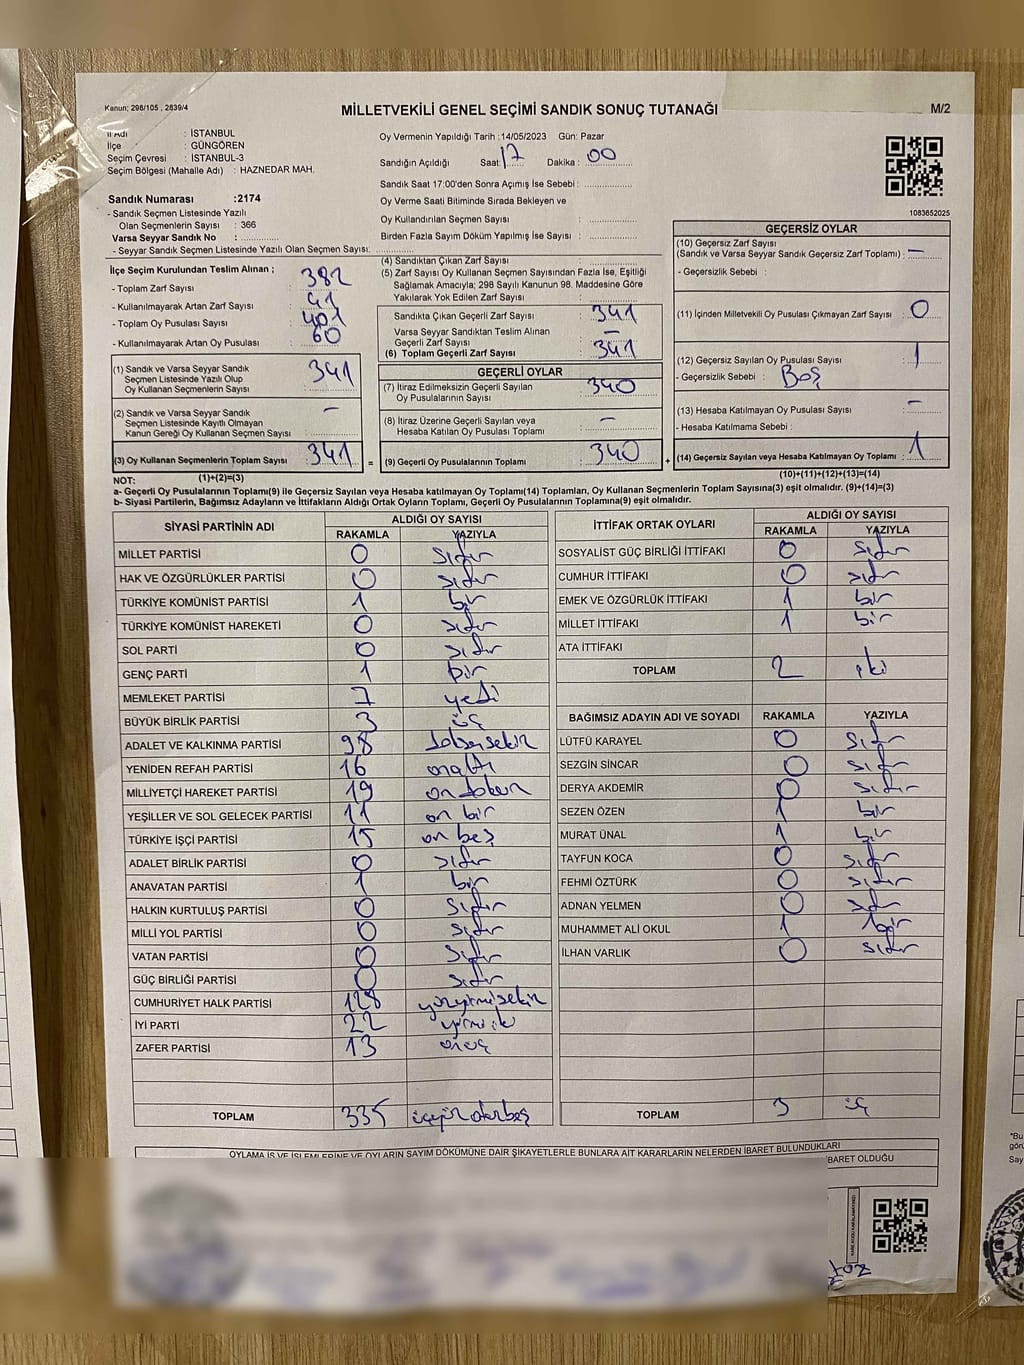 Kanun; 298/105 , 2839/4
MİLLETVEKİLİ GENEL SEÇİMİ SANDIK SONUÇ TUTANAĞI
M/2
İl Adı : İSTANBUL
İlçe : GÜNGÖREN
Seçim Çevresi : İSTANBUL-3
Seçim Bölgesi (Mahalle Adı) : HAZNEDAR MAH.
Sandık Numarası :2174
- Sandık Seçmen Listesinde Yazılı
Olan Seçmenlerin Sayısı : 366
Varsa Seyyar Sandık No :
- Seyyar Sandık Seçmen Listesinde Yazılı Olan Seçmen Sayısı:
Oy Vermenin Yapıldığı Tarih :14/05/2023 Gün: Pazar
Sandığın Açıldığı Saat: 17 Dakika : 00
Sandık Saat 17:00'den Sonra Açımış İse Sebebi :
Oy Verme Saati Bitiminde Sırada Bekleyen ve
Oy Kullandırılan Seçmen Sayısı :
Birden Fazla Sayım Döküm Yapılmış İse Sayısı :
1083652025
İlçe Seçim Kurulundan Teslim Alınan ;
- Toplam Zarf Sayısı : 382
- Kullanılmayarak Artan Zarf Sayısı : 41
- Toplam Oy Pusulası Sayısı : 401
- Kullanılmayarak Artan Oy Pusulası : 60
(1) Sandık ve Varsa Seyyar Sandık
Seçmen Listesinde Yazılı Olup
Oy Kullanan Seçmenlerin Sayısı : 341
(2) Sandık ve Varsa Seyyar Sandık
Seçmen Listesinde Kayıtlı Olmayan
Kanun Gereği Oy Kullanan Seçmen Sayısı : -
(3) Oy Kullanan Seçmenlerin Toplam Sayısı : 341
(1)+(2)=(3)
(4) Sandıktan Çıkan Zarf Sayısı :
(5) Zarf Sayısı Oy Kullanan Seçmen Sayısından Fazla İse, Eşitliği
Sağlamak Amacıyla; 298 Sayılı Kanunun 98. Maddesine Göre
Yakılarak Yok Edilen Zarf Sayısı :
Sandıkta Çıkan Geçerli Zarf Sayısı : 341
Varsa Seyyar Sandıktan Teslim Alınan
Geçerli Zarf Sayısı : -
(6) Toplam Geçerli Zarf Sayısı : 341
GEÇERLİ OYLAR
(7) İtiraz Edilmeksizin Geçerli Sayılan
Oy Pusulalarının Sayısı : 340
(8) İtiraz Üzerine Geçerli Sayılan veya
Hesaba Katılan Oy Pusulası Toplamı : -
= (9) Geçerli Oy Pusulalarının Toplamı : 340 +
GEÇERSİZ OYLAR
(10) Geçersiz Zarf Sayısı
(Sandık ve Varsa Seyyar Sandık Geçersiz Zarf Toplamı) : -
- Geçersizlik Sebebi :
(11) İçinden Milletvekili Oy Pusulası Çıkmayan Zarf Sayısı : 0
(12) Geçersiz Sayılan Oy Pusulası Sayısı : 1
- Geçersizlik Sebebi : Boş
(13) Hesaba Katılmayan Oy Pusulası Sayısı : -
- Hesaba Katılmama Sebebi :
(14) Geçersiz Sayılan veya Hesaba Katılmayan Oy Toplamı : 1
(10)+(11)+(12)+(13)=(14)
NOT:
a- Geçerli Oy Pusulalarının Toplamı(9) ile Geçersiz Sayılan veya Hesaba katılmayan Oy Toplamı(14) Toplamları, Oy Kullanan Seçmenlerin Toplam Sayısına(3) eşit olmalıdır. (9)+(14)=(3)
b- Siyasi Partilerin, Bağımsız Adayların ve İttifakların Aldığı Ortak Oyların Toplamı, Geçerli Oy Pusulalarının Toplamına(9) eşit olmalıdır.
SİYASİ PARTİNİN ADI ALDIĞI OY SAYISI
RAKAMLA YAZIYLA
MİLLET PARTİSİ 0 sıfır
HAK VE ÖZGÜRLÜKLER PARTİSİ 0 sıfır
TÜRKİYE KOMÜNİST PARTİSİ 1 bir
TÜRKİYE KOMÜNİST HAREKETİ 0 sıfır
SOL PARTİ 0 sıfır
GENÇ PARTİ 1 bir
MEMLEKET PARTİSİ 7 yedi
BÜYÜK BİRLİK PARTİSİ 3 üç
ADALET VE KALKINMA PARTİSİ 98 doksansekiz
YENİDEN REFAH PARTİSİ 16 onaltı
MİLLİYETÇİ HAREKET PARTİSİ 19 ondokuz
YEŞİLLER VE SOL GELECEK PARTİSİ 11 on bir
TÜRKİYE İŞÇİ PARTİSİ 15 on beş
ADALET BİRLİK PARTİSİ 0 sıfır
ANAVATAN PARTİSİ 1 bir
HALKIN KURTULUŞ PARTİSİ 0 sıfır
MİLLİ YOL PARTİSİ 0 sıfır
VATAN PARTİSİ 0 sıfır
GÜÇ BİRLİĞİ PARTİSİ 0 sıfır
CUMHURİYET HALK PARTİSİ 128 yüzyirmisekiz
İYİ PARTİ 22 yirmiiki
ZAFER PARTİSİ 13 onüç
TOPLAM 335 üçyüzotuzbeş
İTTİFAK ORTAK OYLARI ALDIĞI OY SAYISI
RAKAMLA YAZIYLA
SOSYALİST GÜÇ BİRLİĞİ İTTİFAKI 0 sıfır
CUMHUR İTTİFAKI 0 sıfır
EMEK VE ÖZGÜRLÜK İTTİFAKI 1 bir
MİLLET İTTİFAKI 1 bir
ATA İTTİFAKI
TOPLAM 2 iki
BAĞIMSIZ ADAYIN ADI VE SOYADI RAKAMLA YAZIYLA
LÜTFÜ KARAYEL 0 sıfır
SEZGİN SİNCAR 0 sıfır
DERYA AKDEMİR 0 sıfır
SEZEN ÖZEN 1 bir
MURAT ÜNAL 1 bir
TAYFUN KOCA 0 sıfır
FEHMİ ÖZTÜRK 0 sıfır
ADNAN YELMEN 0 sıfır
MUHAMMET ALİ OKUL 1 bir
İLHAN VARLIK 0 sıfır
TOPLAM 3 üç
OYLAMA İŞ VE İŞLEMLERİNE VE OYLARIN SAYIM DÖKÜMÜNE DAİR ŞİKAYETLERLE BUNLARA AİT KARARLARIN NELERDEN İBARET BULUNDUKLARI
BARET OLDUĞU
*Bu
Say